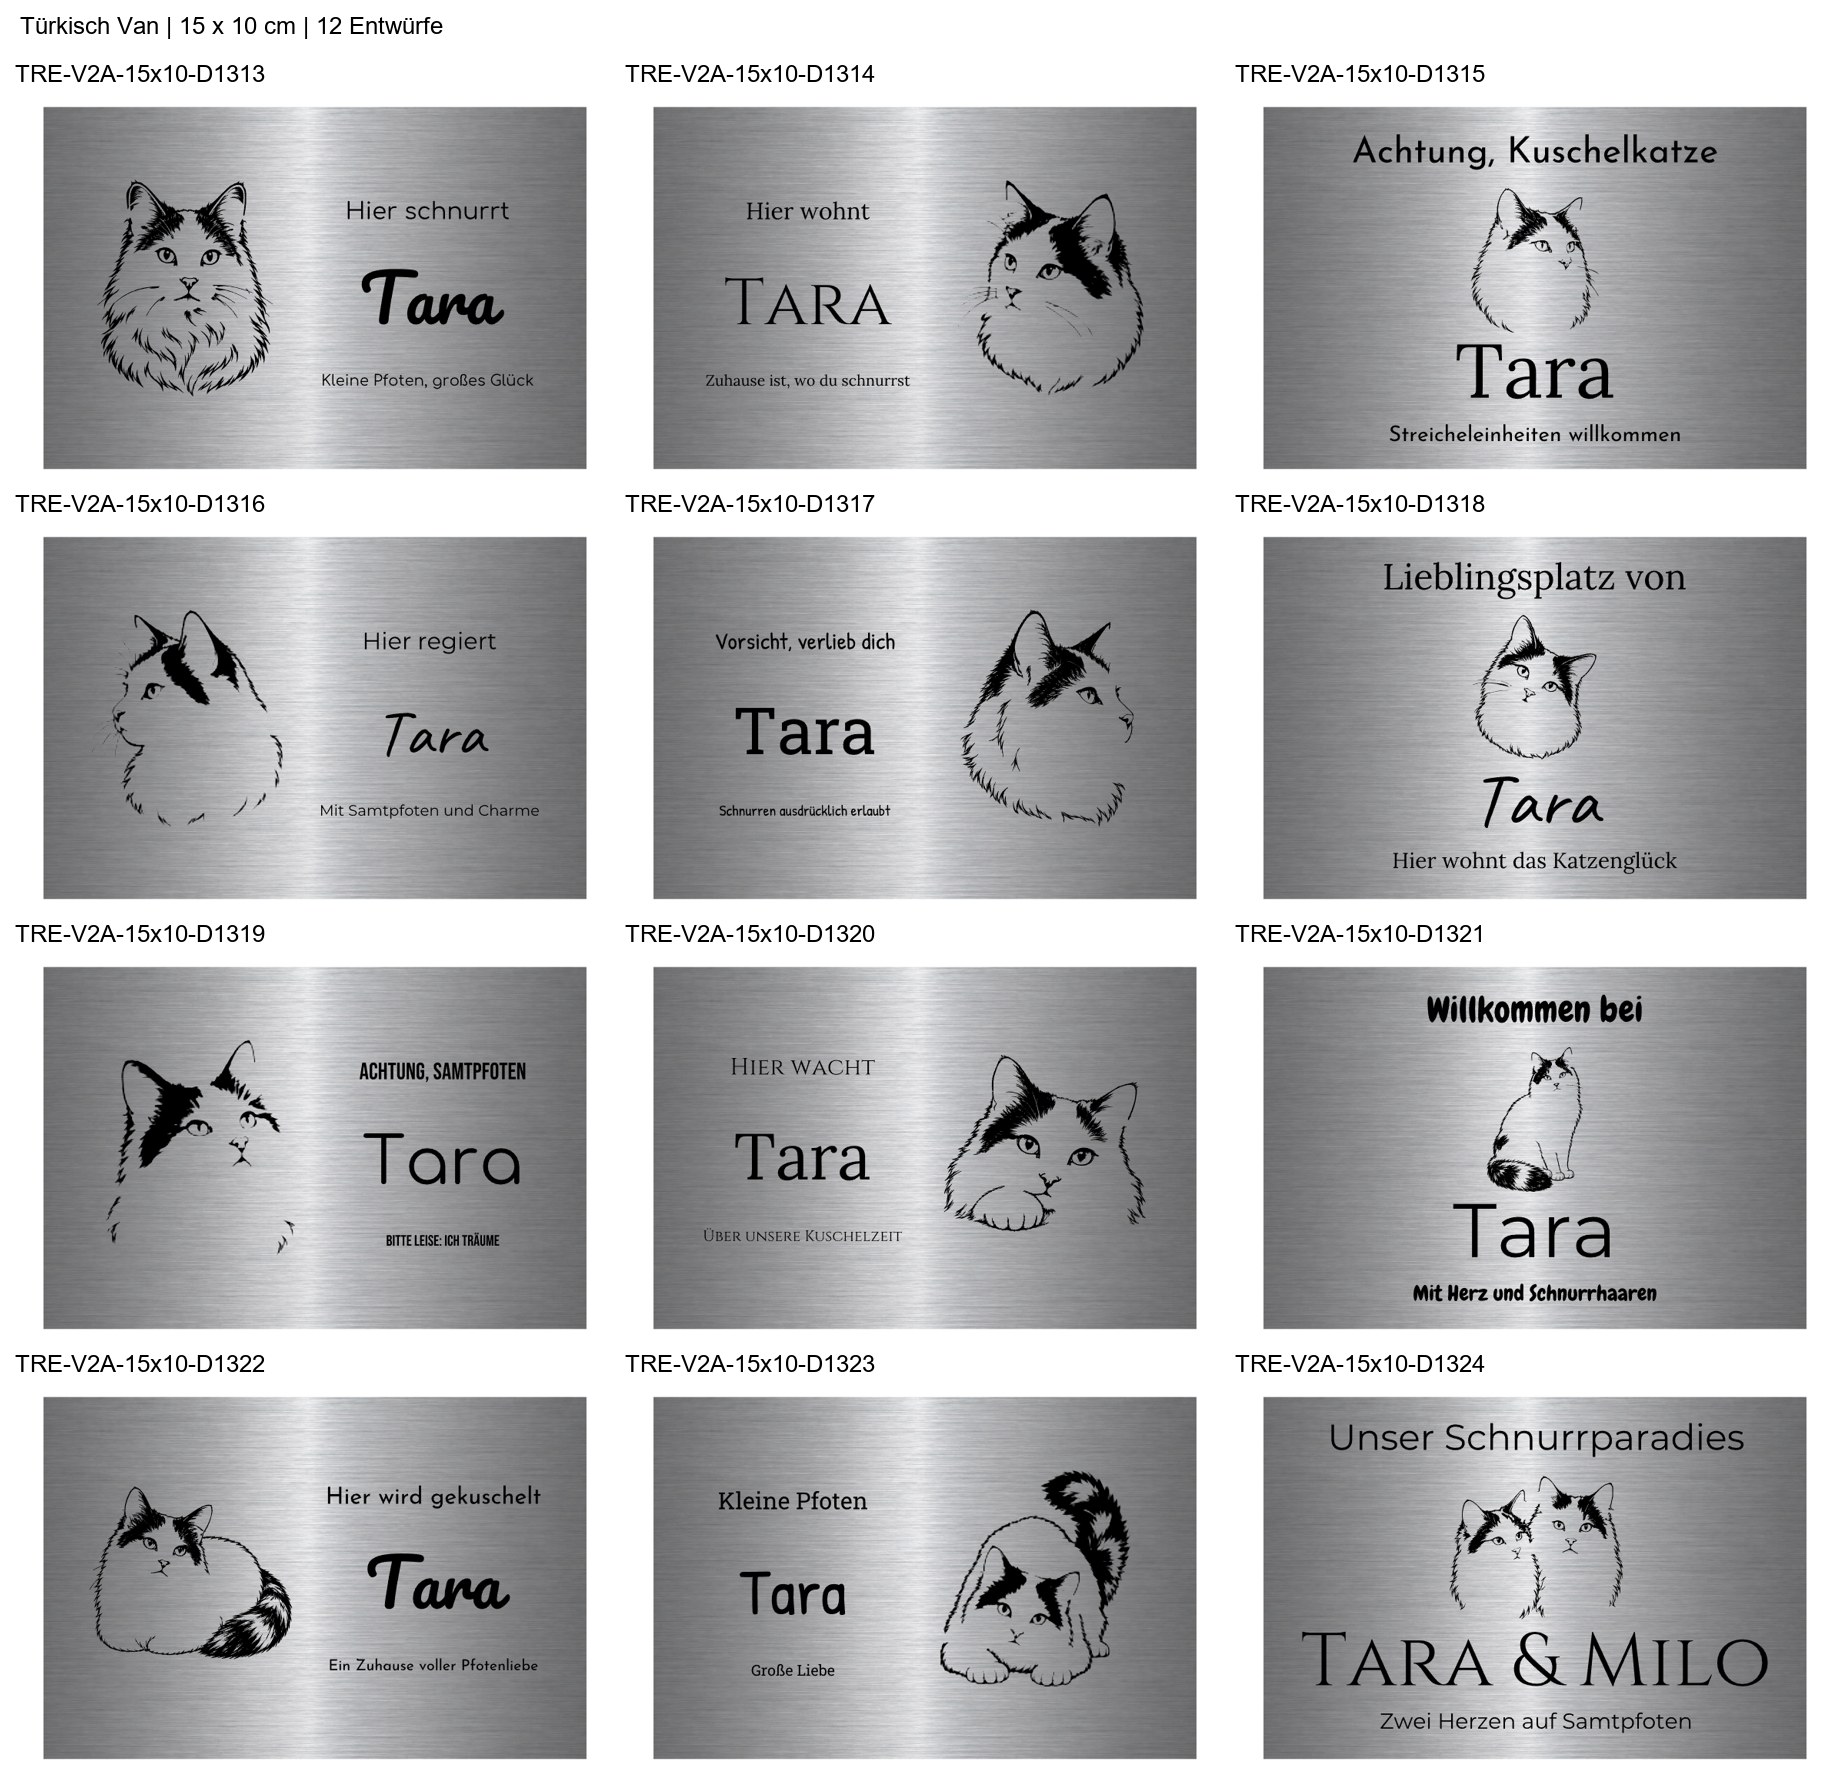 Türkisch Van | 15 x 10 cm | 12 Entwürfe
TRE-V2A-15x10-D1313
Hier schnurrt
Tara
Kleine Pfoten, großes Glück
TRE-V2A-15x10-D1314
Hier wohnt
TARA
Zuhause ist, wo du schnurrst
TRE-V2A-15x10-D1315
Achtung, Kuschelkatze
Tara
Streicheleinheiten willkommen
TRE-V2A-15x10-D1316
Hier regiert
Tara
Mit Samtpfoten und Charme
TRE-V2A-15x10-D1317
Vorsicht, verlieb dich
Tara
Schnurren ausdrücklich erlaubt
TRE-V2A-15x10-D1318
Lieblingsplatz von
Tara
Hier wohnt das Katzenglück
TRE-V2A-15x10-D1319
ACHTUNG, SAMTPFOTEN
Tara
BITTE LEISE: ICH TRÄUME
TRE-V2A-15x10-D1320
HIER WACHT
Tara
ÜBER UNSERE KUSCHELZEIT
TRE-V2A-15x10-D1321
Willkommen bei
Tara
Mit Herz und Schnurrhaaren
TRE-V2A-15x10-D1322
Hier wird gekuschelt
Tara
Ein Zuhause voller Pfotenliebe
TRE-V2A-15x10-D1323
Kleine Pfoten
Tara
Große Liebe
TRE-V2A-15x10-D1324
Unser Schnurrparadies
TARA & MILO
Zwei Herzen auf Samtpfoten